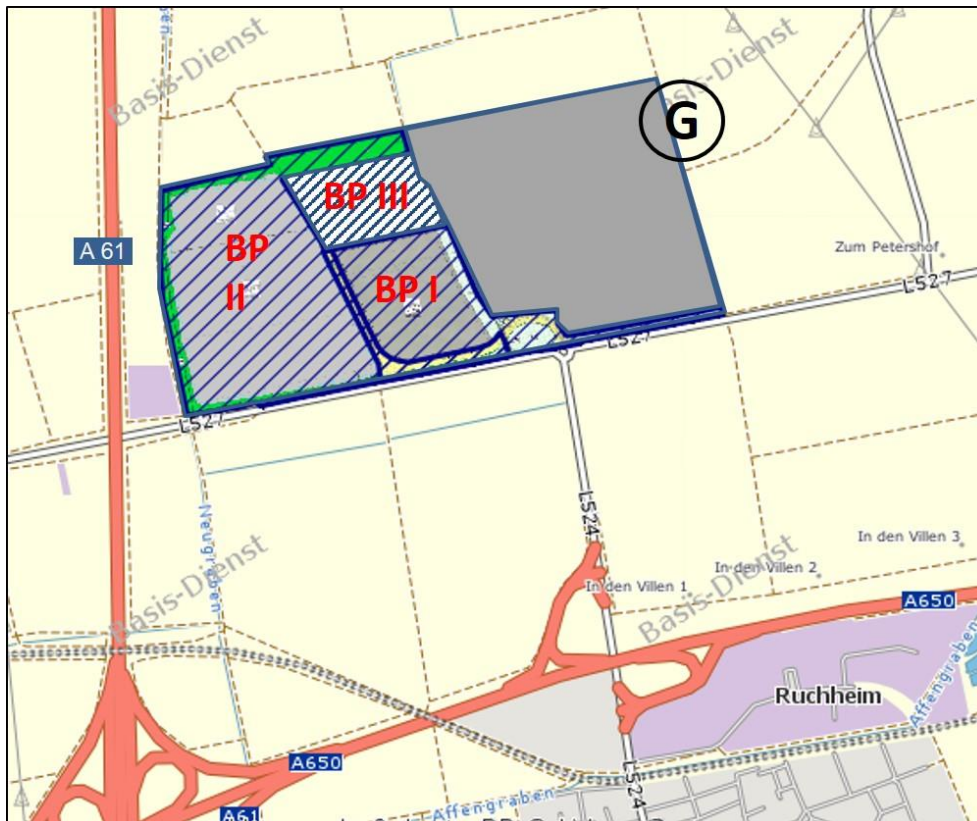 Basis-Dienst
Basis-Dienst
G
BP III
A 61
BP
II
BP I
Zum Petershof
L527
L527
L527
L524
Neugraben
In den Villen 3
In den Villen 2
In den Villen 1
Basis-Dienst
Basis-Dienst
A650
Ruchheim
Affengraben
A650
L524
Affengraben
A61